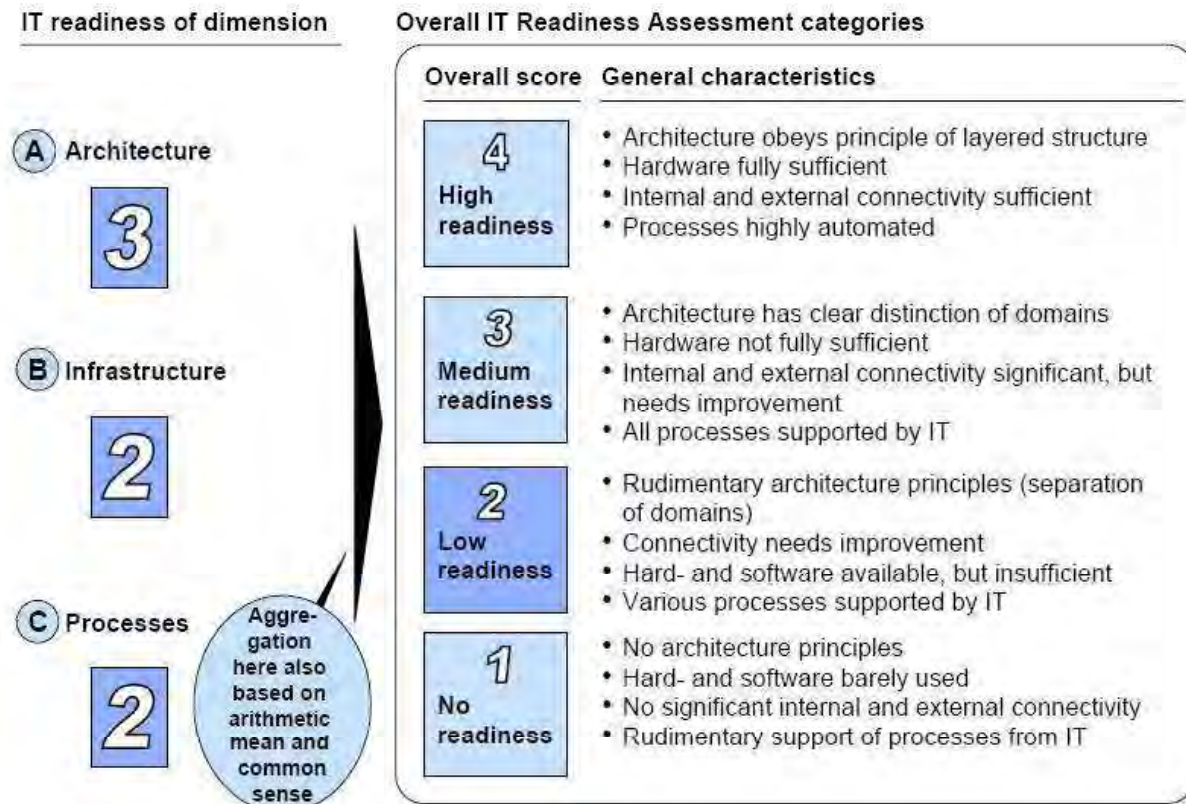 IT readiness of dimension
A Architecture
3
B Infrastructure
2
C Processes
2
Aggre-
gation
here also
based on
arithmetic
mean and
common
sense
Overall IT Readiness Assessment categories
Overall score General characteristics
4
High
readiness
• Architecture obeys principle of layered structure
• Hardware fully sufficient
• Internal and external connectivity sufficient
• Processes highly automated
3
Medium
readiness
• Architecture has clear distinction of domains
• Hardware not fully sufficient
• Internal and external connectivity significant, but
needs improvement
• All processes supported by IT
2
Low
readiness
• Rudimentary architecture principles (separation
of domains)
• Connectivity needs improvement
• Hard- and software available, but insufficient
• Various processes supported by IT
1
No
readiness
• No architecture principles
• Hard- and software barely used
• No significant internal and external connectivity
• Rudimentary support of processes from IT